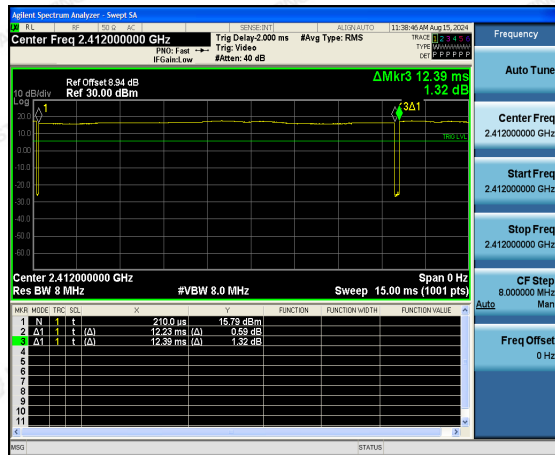 Agilent Spectrum Analyzer - Swept SA
RL RF 50 Ω AC SENSE:INT ALIGN AUTO 11:38:46 AM Aug 15, 2024
Center Freq 2.412000000 GHz
PNO: Fast
IFGain:Low
Trig Delay-2.000 ms
Trig: Video
#Atten: 40 dB
#Avg Type: RMS
TRACE 1 2 3 4 5 6
TYPE WWWWWW
DET P P P P P P
Ref Offset 8.94 dB
Ref 30.00 dBm
10 dB/div
Log
ΔMkr3 12.39 ms
1.32 dB
20.0
10.0
0.00
-10.0
-20.0
-30.0
-40.0
-50.0
-60.0
1
3Δ1
TRIG LVL
Center 2.412000000 GHz
Res BW 8 MHz
#VBW 8.0 MHz
Span 0 Hz
Sweep 15.00 ms (1001 pts)
MKR MODE TRC SCL X Y FUNCTION FUNCTION WIDTH FUNCTION VALUE
1 N 1 t 210.0 µs 15.79 dBm
2 Δ1 1 t (Δ) 12.23 ms (Δ) 0.59 dB
3 Δ1 1 t (Δ) 12.39 ms (Δ) 1.32 dB
4
5
6
7
8
9
10
11
MSG STATUS
Frequency
Auto Tune
Center Freq
2.412000000 GHz
Start Freq
2.412000000 GHz
Stop Freq
2.412000000 GHz
CF Step
8.000000 MHz
Auto Man
Freq Offset
0 Hz